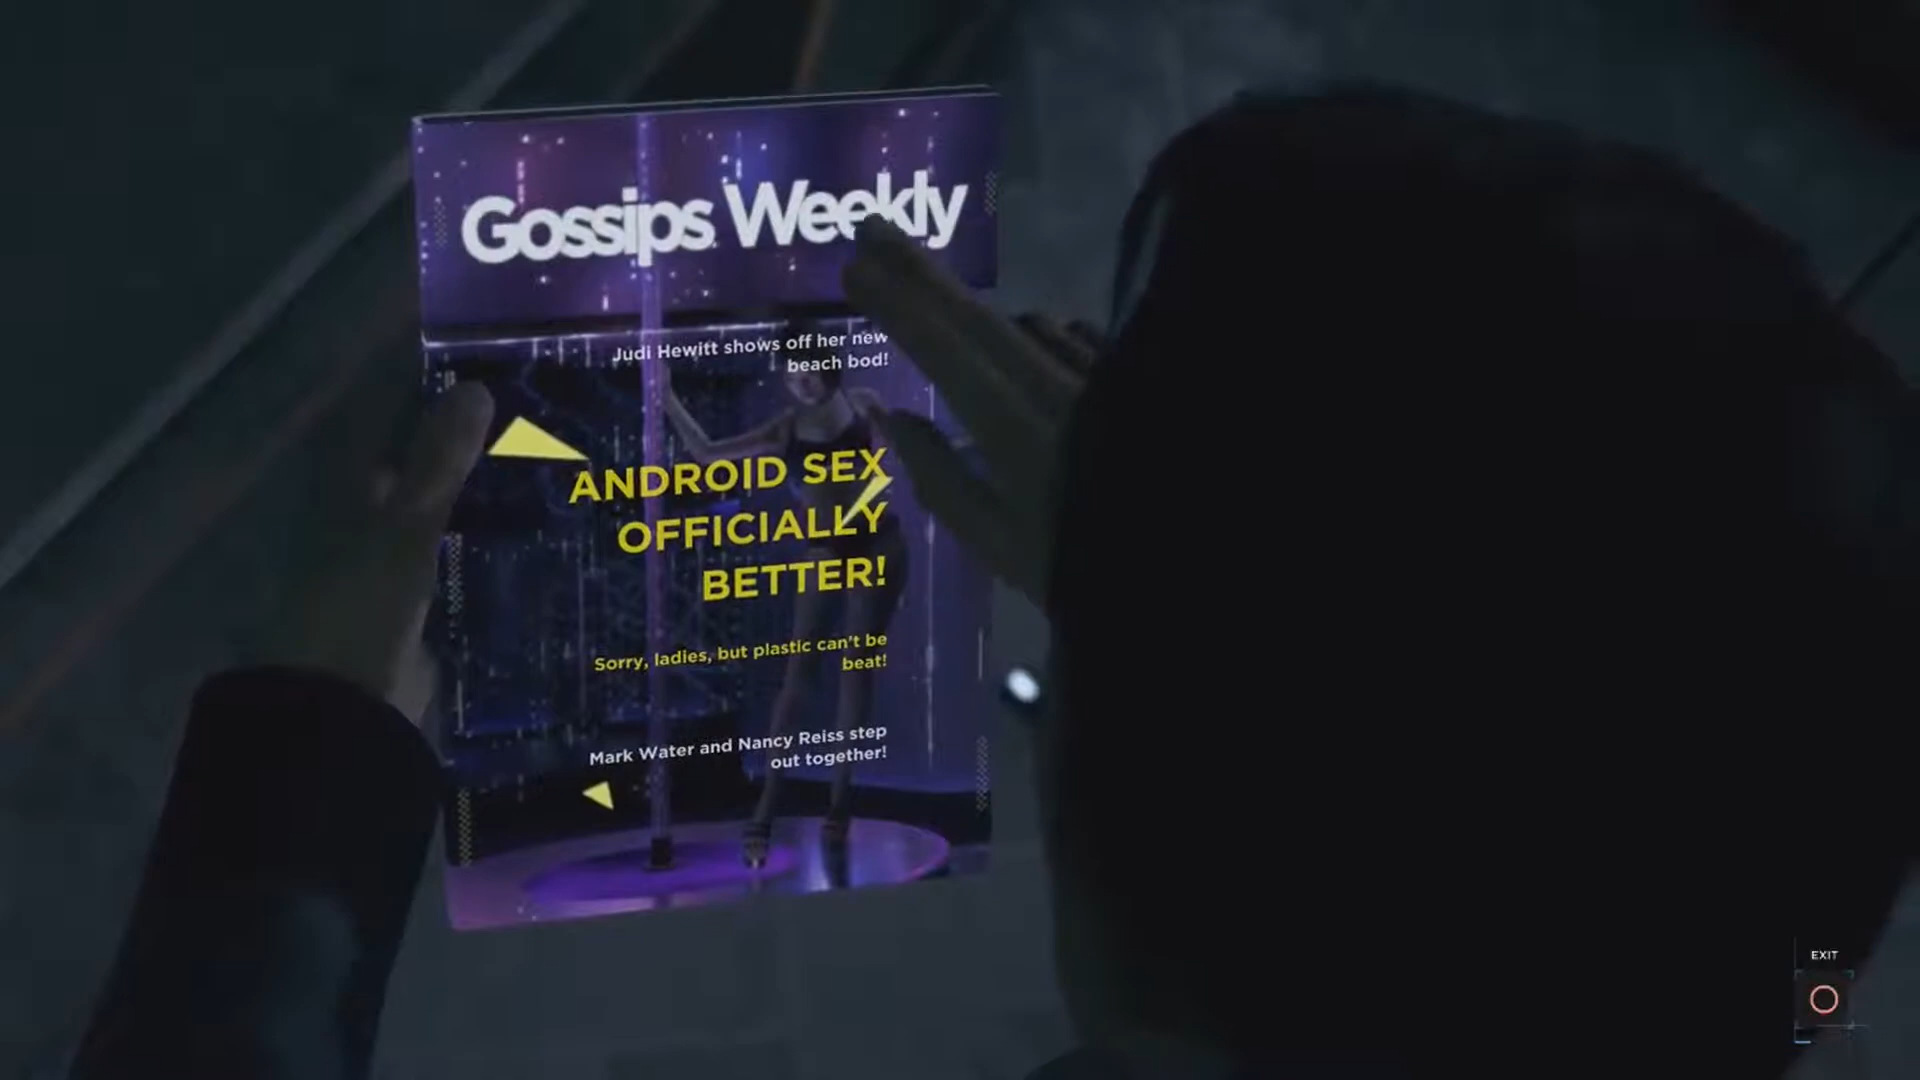 Gossips Weekly
Judi Hewitt shows off her new
beach bod!
ANDROID SEX
OFFICIALLY
BETTER!
Sorry, ladies, but plastic can't be
beat!
Mark Water and Nancy Reiss step
out together!
EXIT